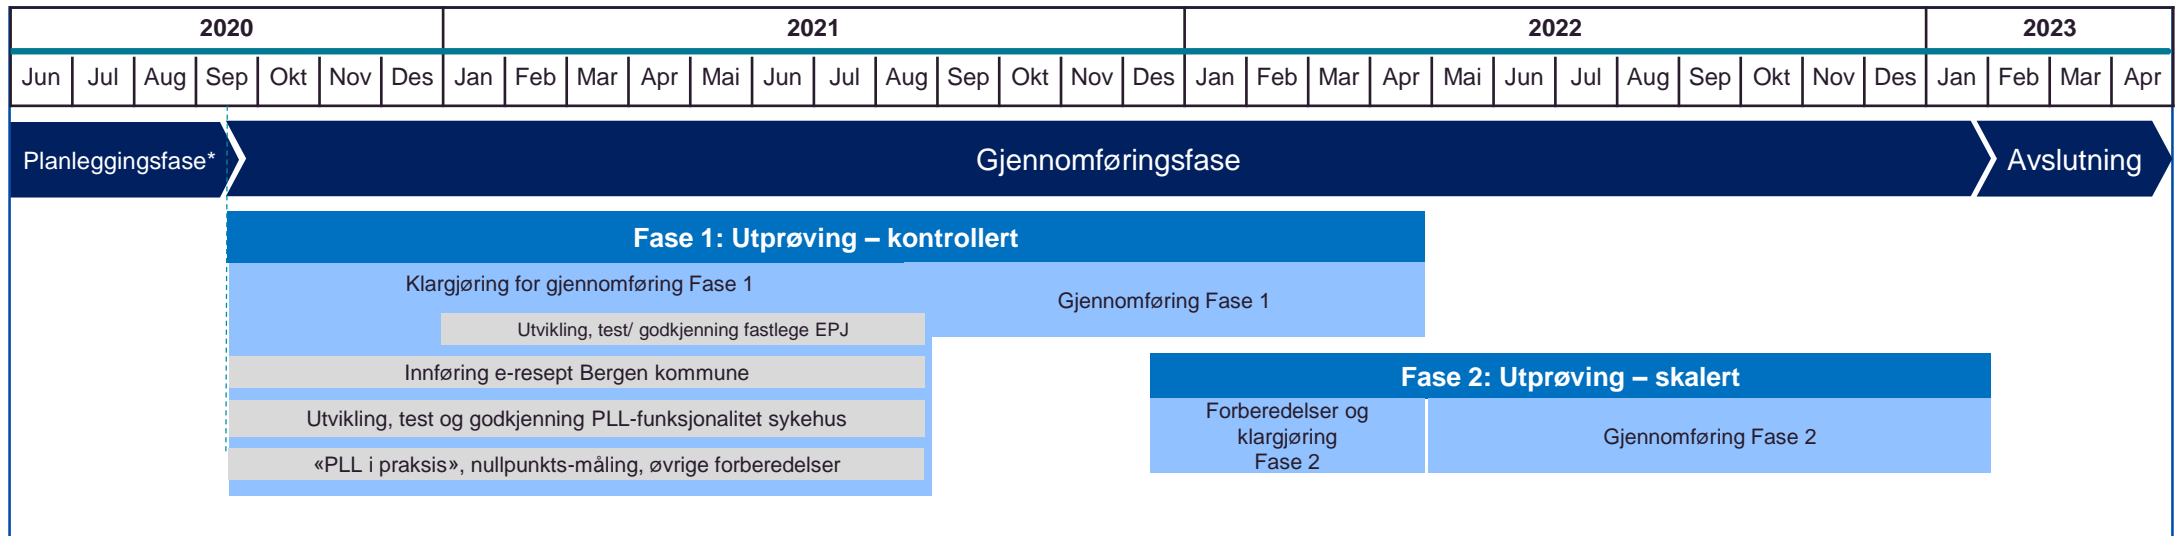 2020 2021 2022 2023
Jun Jul Aug Sep Okt Nov Des Jan Feb Mar Apr Mai Jun Jul Aug Sep Okt Nov Des Jan Feb Mar Apr Mai Jun Jul Aug Sep Okt Nov Des Jan Feb Mar Apr
Planleggingsfase* Gjennomføringsfase Avslutning
Fase 1: Utprøving – kontrollert
Klargjøring for gjennomføring Fase 1
Gjennomføring Fase 1
Utvikling, test/ godkjenning fastlege EPJ
Innføring e-resept Bergen kommune
Utvikling, test og godkjenning PLL-funksjonalitet sykehus
«PLL i praksis», nullpunkts-måling, øvrige forberedelser
Fase 2: Utprøving – skalert
Forberedelser og
klargjøring
Fase 2
Gjennomføring Fase 2